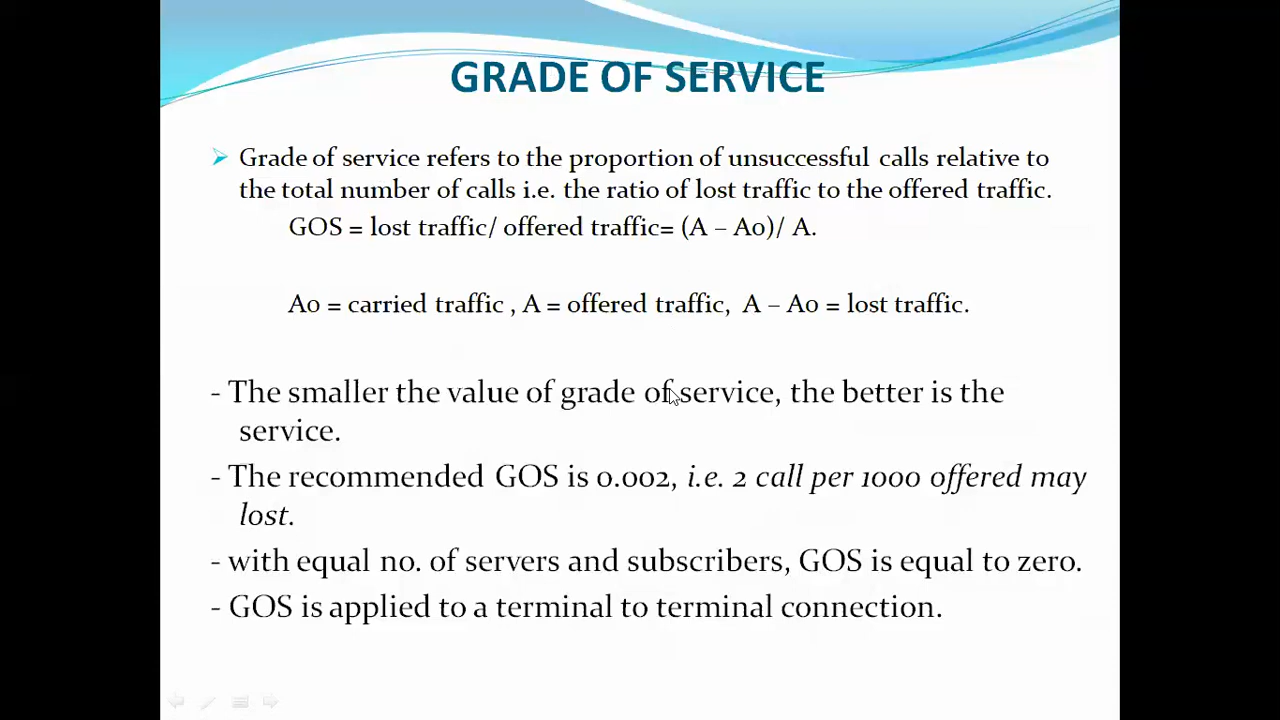 GRADE OF SERVICE
Grade of service refers to the proportion of unsuccessful calls relative to
the total number of calls i.e. the ratio of lost traffic to the offered traffic.
GOS = lost traffic/ offered traffic= (A – A0)/ A.
A0 = carried traffic , A = offered traffic, A – A0 = lost traffic.
- The smaller the value of grade of service, the better is the
service.
- The recommended GOS is 0.002, i.e. 2 call per 1000 offered may
lost.
- with equal no. of servers and subscribers, GOS is equal to zero.
- GOS is applied to a terminal to terminal connection.